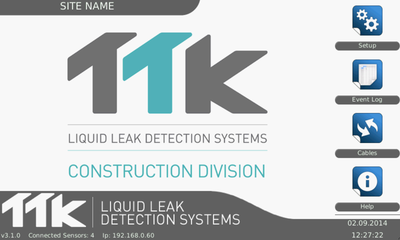 SITE NAME
TTK
LIQUID LEAK DETECTION SYSTEMS
CONSTRUCTION DIVISION
Setup
Event Log
Cables
Help
TTK
LIQUID LEAK
DETECTION SYSTEMS
v3.1.0 Connected Sensors: 4 Ip: 192.168.0.60
02.09.2014
12:27:22